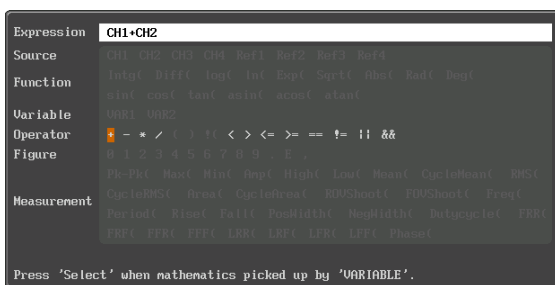 Expression CH1+CH2
Source CH1 CH2 CH3 CH4 Ref1 Ref2 Ref3 Ref4
Function Intg( Diff( log( ln( Exp( Sqrt( Abs( Rad( Deg(
sin( cos( tan( asin( acos( atan(
Variable VAR1 VAR2
Operator + - * / ( ) !( < > <= >= == != || &&
Figure 0 1 2 3 4 5 6 7 8 9 . E ,
Pk-Pk( Max( Min( Amp( High( Low( Mean( CycleMean( RMS(
Measurement CycleRMS( Area( CycleArea( ROVShoot( FOVShoot( Freq(
Period( Rise( Fall( PosWidth( NegWidth( Dutycycle( FRR(
FRF( FFR( FFF( LRR( LRF( LFR( LFF( Phase(
Press 'Select' when mathematics picked up by 'VARIABLE'.